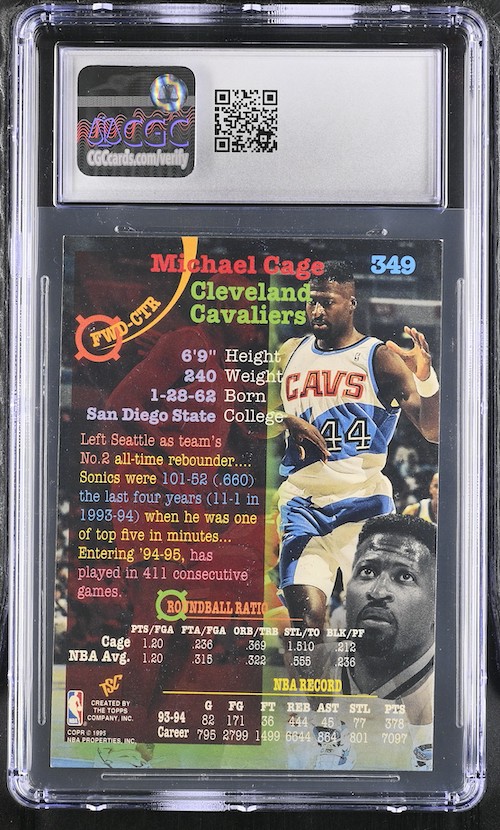 CGC
CGCcards.com/verify
Michael Cage 349
Cleveland
Cavaliers
FWD-CTR
6'9" Height
240 Weight
1-28-62 Born
San Diego State College
CAVS
44
Left Seattle as team's
No.2 all-time rebounder....
Sonics were 101-52 (.660)
the last four years (11-1 in
1993-94) when he was one
of top five in minutes...
Entering '94-95, has
played in 411 consecutive
games.
ROUNDBALL RATIO
PTS/FGA FTA/FGA ORB/TRB STL/TO BLK/PF
Cage 1.20 .236 .369 1.510 .212
NBA Avg. 1.20 .315 .322 .555 .236
NBA RECORD
G FG FT REB AST STL PTS
93-94 82 171 36 444 45 77 378
Career 795 2799 1499 6644 864 801 7097
TSC
CREATED BY
THE TOPPS
COMPANY, INC.
NBA
COPR © 1995
NBA PROPERTIES, INC.